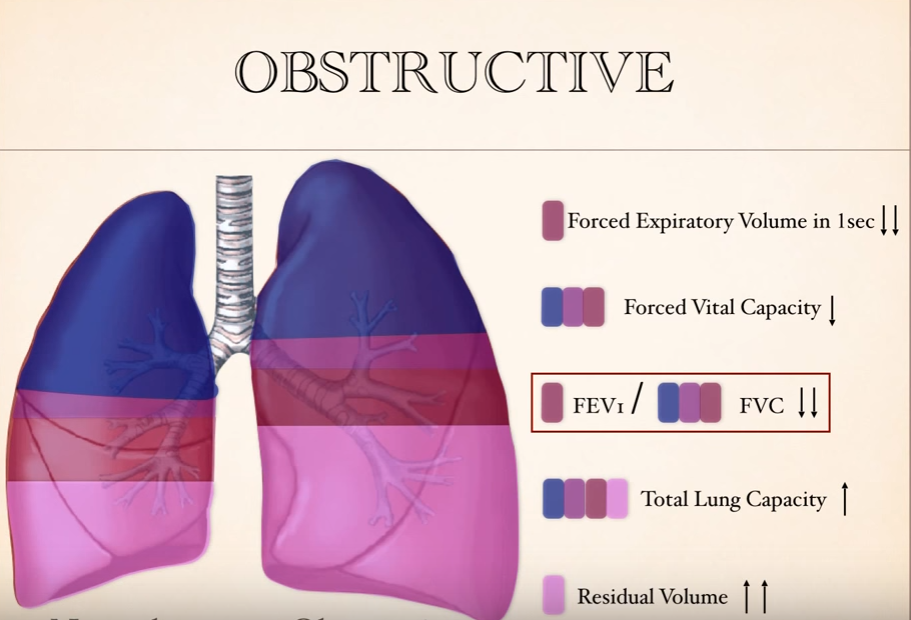 OBSTRUCTIVE
Forced Expiratory Volume in 1sec ↓↓
Forced Vital Capacity ↓
FEV1 / FVC ↓↓
Total Lung Capacity ↑
Residual Volume ↑↑